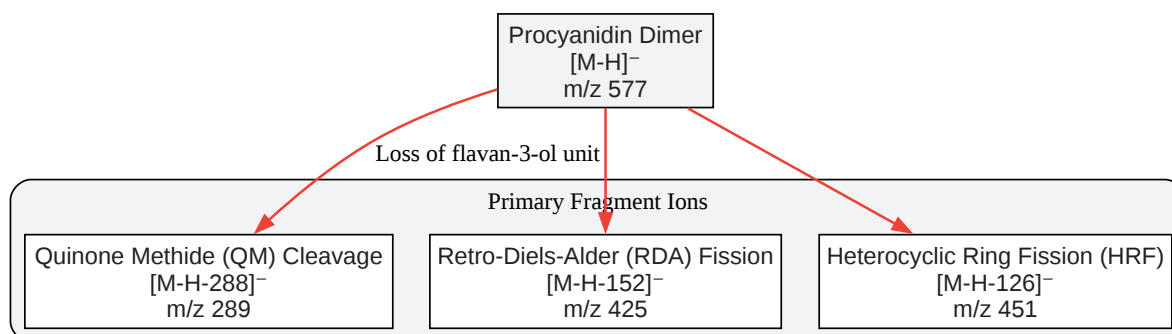 Procyanidin Dimer
[M-H]⁻
m/z 577
Loss of flavan-3-ol unit
Primary Fragment Ions
Quinone Methide (QM) Cleavage
[M-H-288]⁻
m/z 289
Retro-Diels-Alder (RDA) Fission
[M-H-152]⁻
m/z 425
Heterocyclic Ring Fission (HRF)
[M-H-126]⁻
m/z 451